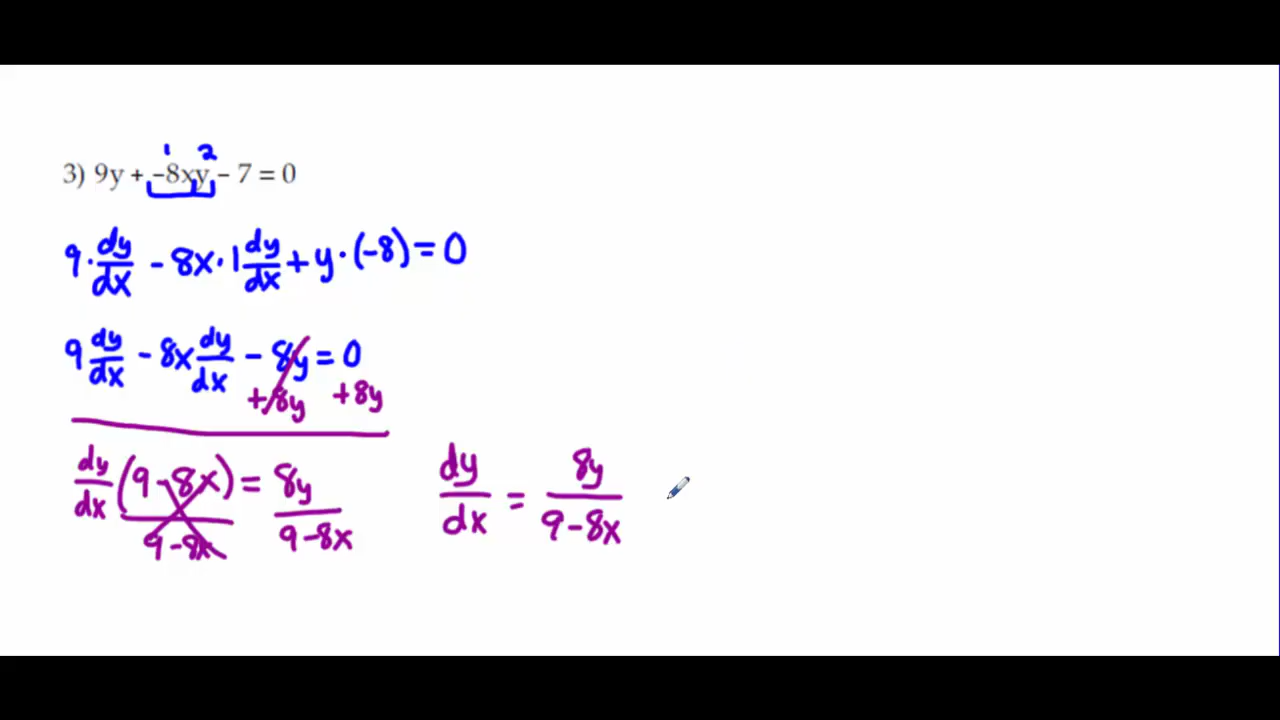 1 2
3) 9y + -8xy - 7 = 0
9 · dy/dx - 8x · 1 dy/dx + y · (-8) = 0
9 dy/dx - 8x dy/dx - 8y = 0
+8y +8y
dy/dx (9 - 8x)/(9 - 8x) = 8y/(9 - 8x)
dy/dx = 8y/(9 - 8x)